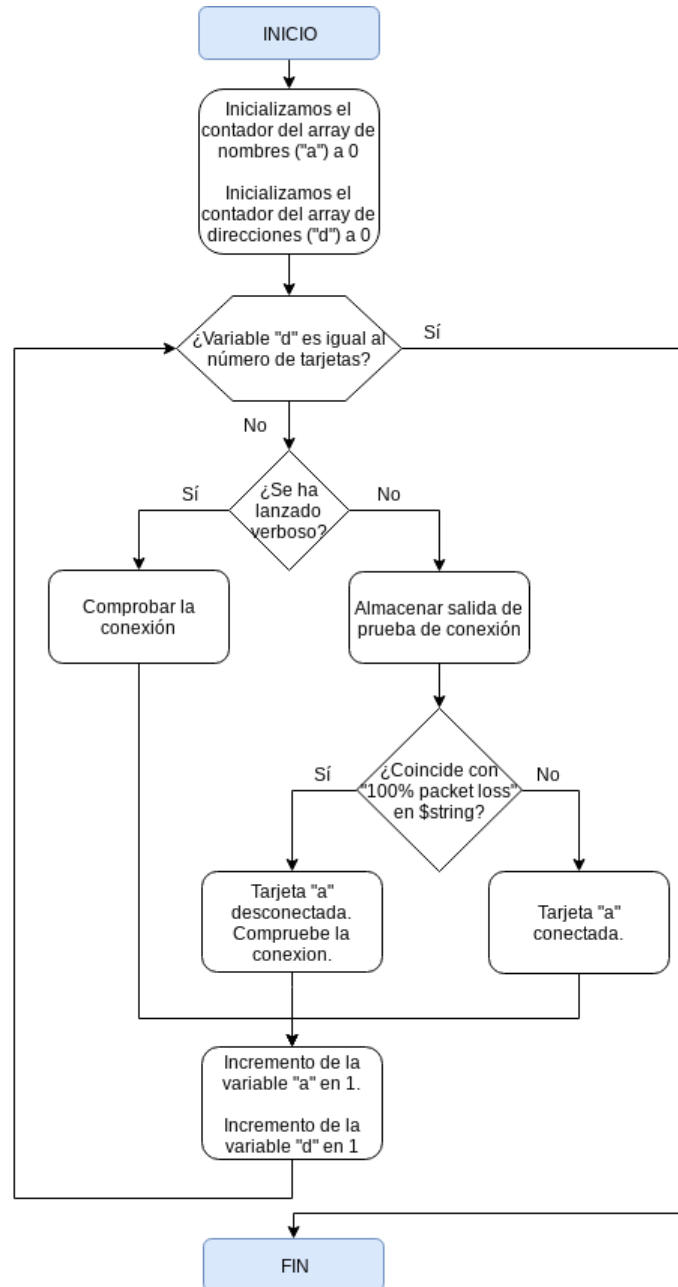 INICIO
Inicializamos el
contador del array de
nombres ("a") a 0
Inicializamos el
contador del array de
direcciones ("d") a 0
¿Variable "d" es igual al
número de tarjetas?
Sí
No
¿Se ha
lanzado
verboso?
Sí
No
Comprobar la
conexión
Almacenar salida de
prueba de conexión
¿Coincide con
"100% packet loss"
en $string?
Sí
No
Tarjeta "a"
desconectada.
Compruebe la
conexion.
Tarjeta "a"
conectada.
Incremento de la
variable "a" en 1.
Incremento de la
variable "d" en 1
FIN